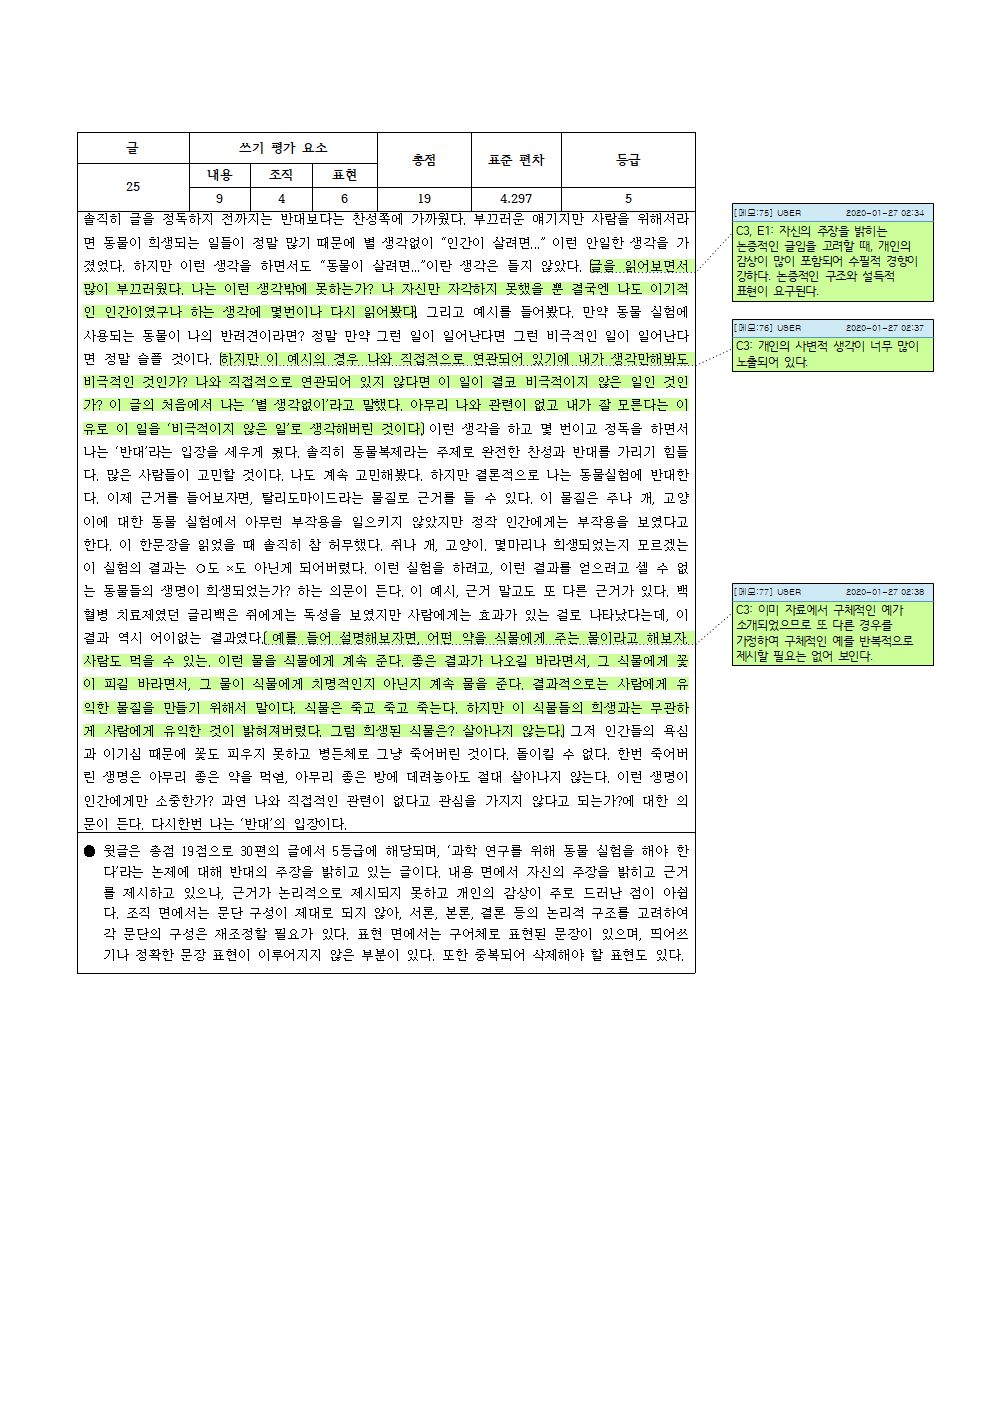 글
쓰기 평가 요소
총점
표준 편차
등급
25
내용
조직
표현
9
4
6
19
4.297
5
솔직히 글을 정독하지 전까지는 반대보다는 찬성쪽에 가까웠다. 부끄러운 얘기지만 사람을 위해서라
면 동물이 희생되는 일들이 정말 많기 때문에 별 생각없이 “인간이 살려면...” 이런 안일한 생각을 가
졌었다. 하지만 이런 생각을 하면서도 “동물이 살려면...”이란 생각은 들지 않았다. 글을 읽어보면서
많이 부끄러웠다. 나는 이런 생각밖에 못하는가? 나 자신만 자각하지 못했을 뿐 결국엔 나도 이기적
인 인간이였구나 하는 생각에 몇번이나 다시 읽어봤다. 그리고 예시를 들어봤다. 만약 동물 실험에
사용되는 동물이 나의 반려견이라면? 정말 만약 그런 일이 일어난다면 그런 비극적인 일이 일어난다
면 정말 슬플 것이다. 하지만 이 예시의 경우 나와 직접적으로 연관되어 있기에 내가 생각만해봐도
비극적인 것인가? 나와 직접적으로 연관되어 있지 않다면 이 일이 결코 비극적이지 않은 일인 것인
가? 이 글의 처음에서 나는 ‘별 생각없이’라고 말했다. 아무리 나와 관련이 없고 내가 잘 모른다는 이
유로 이 일을 ‘비극적이지 않은 일’로 생각해버린 것이다. 이런 생각을 하고 몇 번이고 정독을 하면서
나는 ‘반대’라는 입장을 세우게 됬다. 솔직히 동물복제라는 주제로 완전한 찬성과 반대를 가리기 힘들
다. 많은 사람들이 고민할 것이다. 나도 계속 고민해봤다. 하지만 결론적으로 나는 동물실험에 반대한
다. 이제 근거를 들어보자면, 탈리도마이드라는 물질로 근거를 들 수 있다. 이 물질은 주나 개, 고양
이에 대한 동물 실험에서 아무런 부작용을 일으키지 않았지만 정작 인간에게는 부작용을 보였다고
한다. 이 한문장을 읽었을 때 솔직히 참 허무했다. 쥐나 개, 고양이. 몇마리나 희생되었는지 모르겠는
이 실험의 결과는 ○도 ×도 아닌게 되어버렸다. 이런 실험을 하려고, 이런 결과를 얻으려고 셀 수 없
는 동물들의 생명이 희생되었는가? 하는 의문이 든다. 이 예시, 근거 말고도 또 다른 근거가 있다. 백
혈병 치료제였던 글리백은 쥐에게는 독성을 보였지만 사람에게는 효과가 있는 걸로 나타났다는데, 이
결과 역시 어이없는 결과였다. 예를 들어 설명해보자면, 어떤 약을 식물에게 주는 물이라고 해보자.
사람도 먹을 수 있는, 이런 물을 식물에게 계속 준다. 좋은 결과가 나오길 바라면서, 그 식물에게 꽃
이 피길 바라면서, 그 물이 식물에게 치명적인지 아닌지 계속 물을 준다. 결과적으로는 사람에게 유
익한 물질을 만들기 위해서 말이다. 식물은 죽고 죽고 죽는다. 하지만 이 식물들의 희생과는 무관하
게 사람에게 유익한 것이 밝혀져버렸다. 그럼 희생된 식물은? 살아나지 않는다. 그저 인간들의 욕심
과 이기심 때문에 꽃도 피우지 못하고 병든체로 그냥 죽어버린 것이다. 돌이킬 수 없다. 한번 죽어버
린 생명은 아무리 좋은 약을 먹열, 아무리 좋은 방에 데려놓아도 절대 살아나지 않는다. 이런 생명이
인간에게만 소중한가? 과연 나와 직접적인 관련이 없다고 관심을 가지지 않다고 되는가?에 대한 의
문이 든다. 다시한번 나는 ‘반대’의 입장이다.
● 윗글은 총점 19점으로 30편의 글에서 5등급에 해당되며, ‘과학 연구를 위해 동물 실험을 해야 한
다’라는 논제에 대해 반대의 주장을 밝히고 있는 글이다. 내용 면에서 자신의 주장을 밝히고 근거
를 제시하고 있으나, 근거가 논리적으로 제시되지 못하고 개인의 감상이 주로 드러난 점이 아쉽
다. 조직 면에서는 문단 구성이 제대로 되지 않아, 서론, 본론, 결론 등의 논리적 구조를 고려하여
각 문단의 구성은 재조정할 필요가 있다. 표현 면에서는 구어체로 표현된 문장이 있으며, 띄어쓰
기나 정확한 문장 표현이 이루어지지 않은 부분이 있다. 또한 중복되어 삭제해야 할 표현도 있다.
[메모:75] USER 2020-01-27 02:34
C3, E1: 자신의 주장을 밝히는
논증적인 글임을 고려할 때, 개인의
감상이 많이 포함되어 수필적 경향이
강하다. 논증적인 구조와 설득적
표현이 요구된다.
[메모:76] USER 2020-01-27 02:37
C3: 개인의 사변적 생각이 너무 많이
노출되어 있다.
[메모:77] USER 2020-01-27 02:38
C3: 이미 자료에서 구체적인 예가
소개되었으므로 또 다른 경우를
가정하여 구체적인 예를 반복적으로
제시할 필요는 없어 보인다.